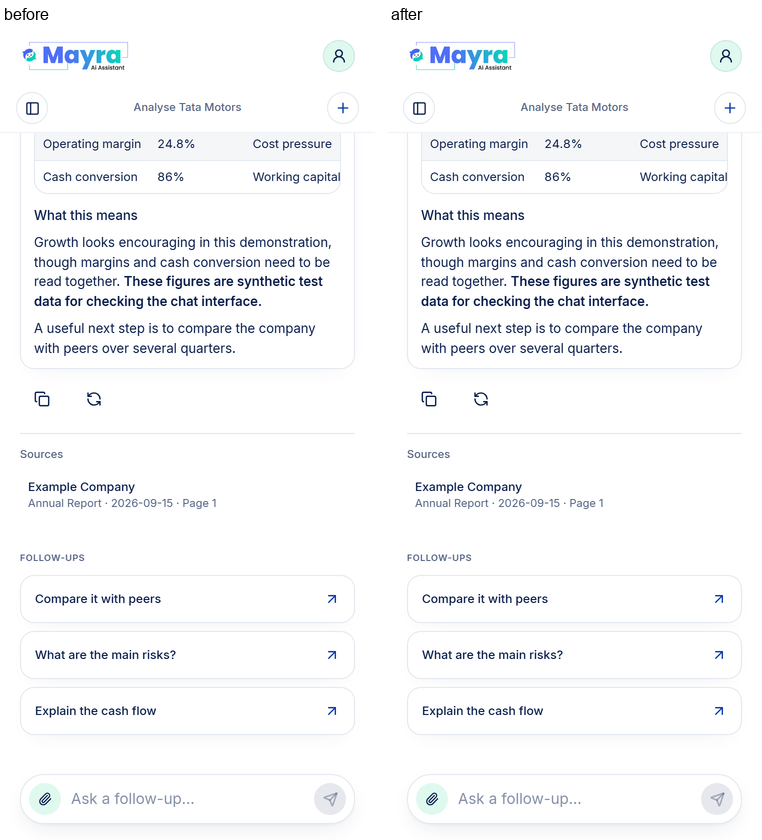 before
after
Mayra
Ai Assistant
Analyse Tata Motors
Operating margin 24.8% Cost pressure
Cash conversion 86% Working capital
What this means
Growth looks encouraging in this demonstration,
though margins and cash conversion need to be
read together. These figures are synthetic test
data for checking the chat interface.
A useful next step is to compare the company
with peers over several quarters.
Sources
Example Company
Annual Report · 2026-09-15 · Page 1
FOLLOW-UPS
Compare it with peers
What are the main risks?
Explain the cash flow
Ask a follow-up...
Mayra
Ai Assistant
Analyse Tata Motors
Operating margin 24.8% Cost pressure
Cash conversion 86% Working capital
What this means
Growth looks encouraging in this demonstration,
though margins and cash conversion need to be
read together. These figures are synthetic test
data for checking the chat interface.
A useful next step is to compare the company
with peers over several quarters.
Sources
Example Company
Annual Report · 2026-09-15 · Page 1
FOLLOW-UPS
Compare it with peers
What are the main risks?
Explain the cash flow
Ask a follow-up...